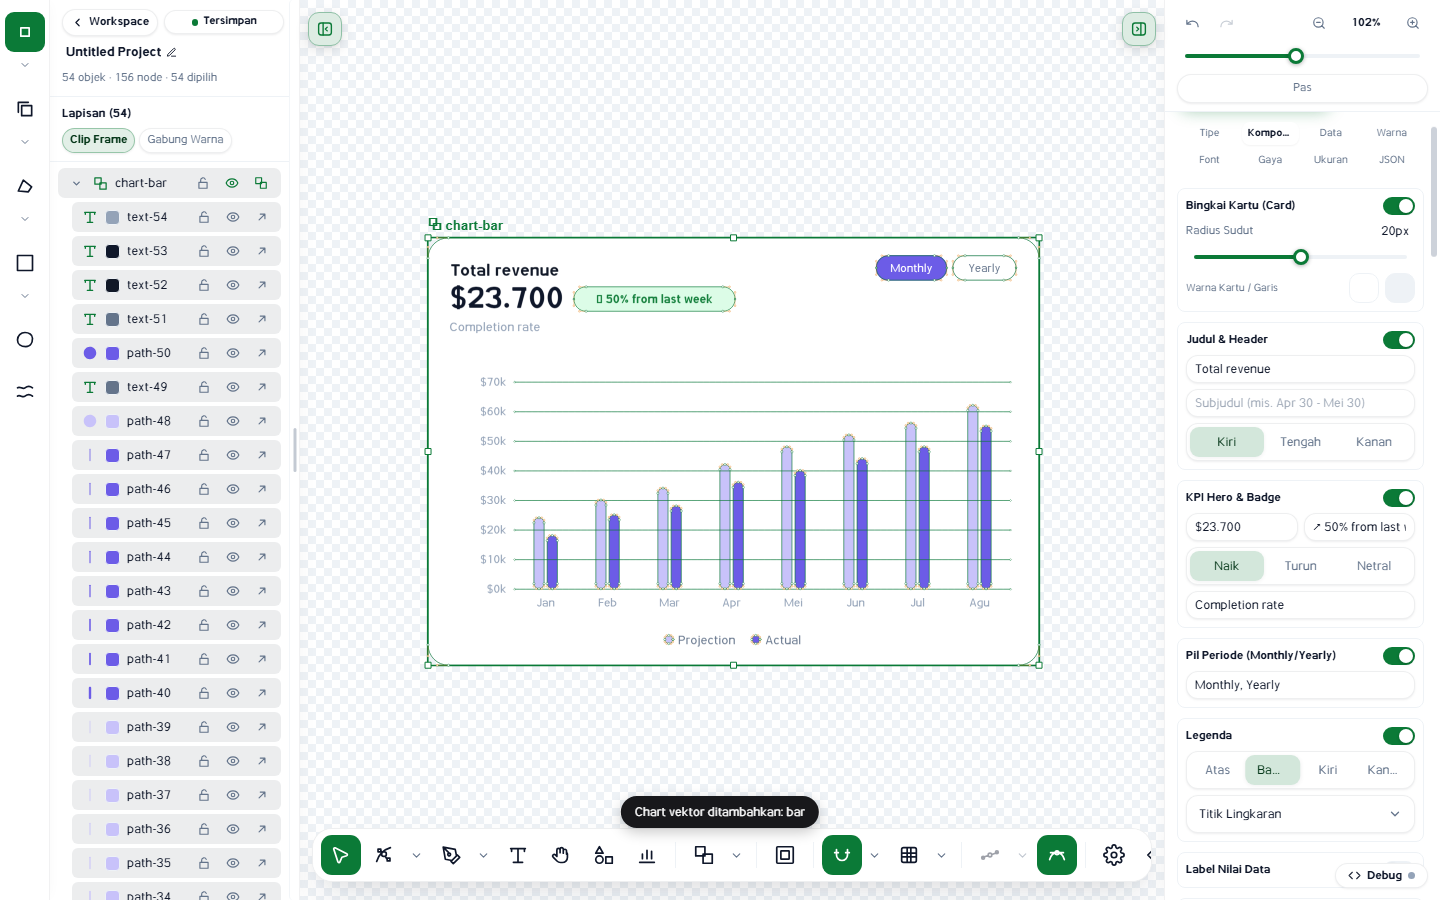 Workspace
Tersimpan
Untitled Project
54 objek · 156 node · 54 dipilih
Lapisan (54)
Clip Frame
Gabung Warna
chart-bar
text-54
text-53
text-52
text-51
path-50
text-49
path-48
path-47
path-46
path-45
path-44
path-43
path-42
path-41
path-40
path-39
path-38
path-37
path-36
path-35
path-34
chart-bar
Total revenue
Monthly
Yearly
$23.700
50% from last week
Completion rate
$70k
$60k
$50k
$40k
$30k
$20k
$10k
$0k
Jan
Feb
Mar
Apr
Mei
Jun
Jul
Agu
Projection
Actual
Chart vektor ditambahkan: bar
102%
Pas
Tipe
Kompo...
Data
Warna
Font
Gaya
Ukuran
JSON
Bingkai Kartu (Card)
Radius Sudut
20px
Warna Kartu / Garis
Judul & Header
Total revenue
Subjudul (mis. Apr 30 - Mei 30)
Kiri
Tengah
Kanan
KPI Hero & Badge
$23.700
↗ 50% from last
Naik
Turun
Netral
Completion rate
Pil Periode (Monthly/Yearly)
Monthly, Yearly
Legenda
Atas
Ba...
Kiri
Kan...
Titik Lingkaran
Label Nilai Data
Debug